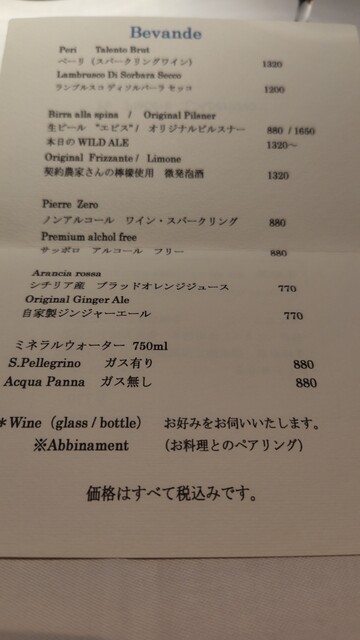 Bevande
Peri Talento Brut
ペーリ（スパークリングワイン） 1320
Lambrusco Di Sorbara Secco
ランブルスコ ディ ソルバーラ セッコ 1200
Birra alla spina / Original Pilsner
生ビール "エビス" / オリジナルピルスナー 880 / 1650
本日の WILD ALE 1320～
Original Frizzante / Limone
契約農家さんの檸檬使用 微発泡酒 1320
Pierre Zero
ノンアルコール ワイン・スパークリング 880
Premium alchol free
サッポロ アルコール フリー 880
Arancia rossa
シチリア産 ブラッドオレンジジュース 770
Original Ginger Ale
自家製ジンジャーエール 770
ミネラルウォーター 750ml
S.Pellegrino ガス有り 880
Acqua Panna ガス無し 880
＊Wine（glass / bottle） お好みをお伺いいたします。
※Abbinament （お料理とのペアリング）
価格はすべて税込みです。